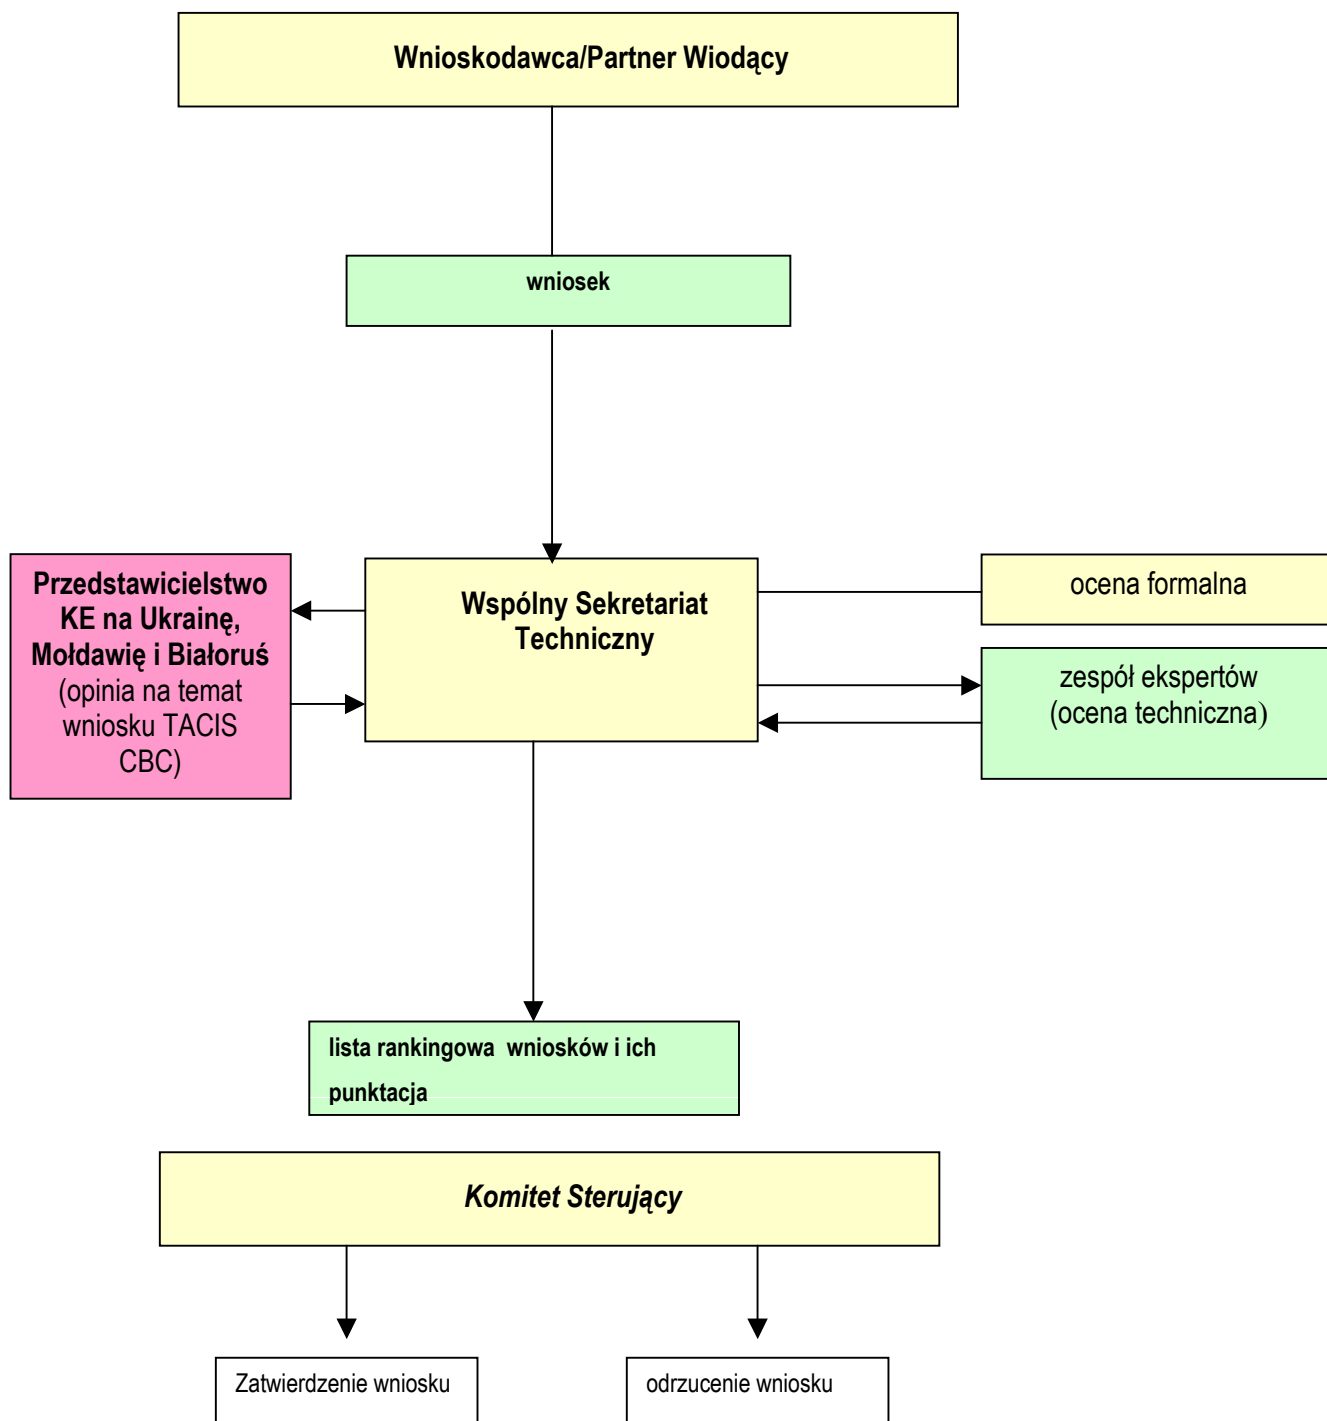 Wnioskodawca/Partner Wiodący
wniosek
Przedstawicielstwo
KE na Ukrainę,
Mołdawię i Białoruś
(opinia na temat
wniosku TACIS
CBC)
Wspólny Sekretariat
Techniczny
ocena formalna
zespół ekspertów
(ocena techniczna)
lista rankingowa wniosków i ich
punktacja
Komitet Sterujący
Zatwierdzenie wniosku
odrzucenie wniosku